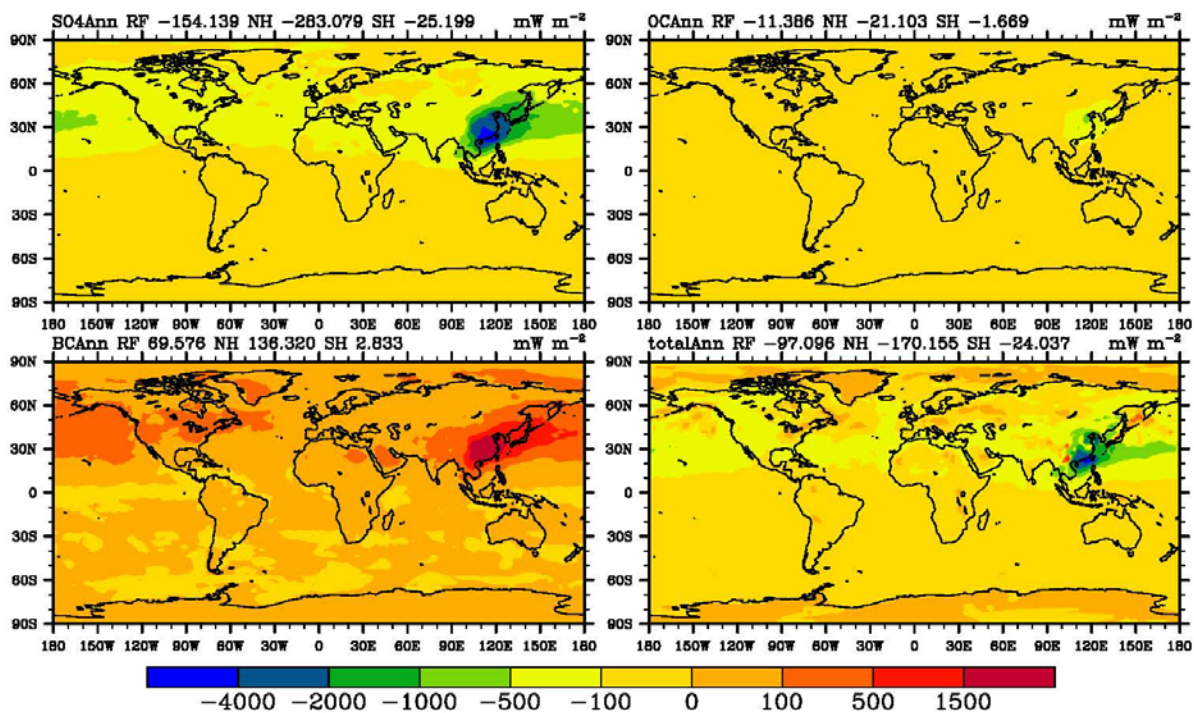 SO4Ann RF −154.139 NH −283.079 SH −25.199 mW m⁻²
90N
60N
30N
0
30S
60S
90S
180 150W 120W 90W 60W 30W 0 30E 60E 90E 120E 150E 180
OCAnn RF −11.386 NH −21.103 SH −1.669 mW m⁻²
90N
60N
30N
0
30S
60S
90S
180 150W 120W 90W 60W 30W 0 30E 60E 90E 120E 150E 180
BCAnn RF 69.576 NH 136.320 SH 2.833 mW m⁻²
90N
60N
30N
0
30S
60S
90S
180 150W 120W 90W 60W 30W 0 30E 60E 90E 120E 150E 180
totalAnn RF −97.096 NH −170.155 SH −24.037 mW m⁻²
90N
60N
30N
0
30S
60S
90S
180 150W 120W 90W 60W 30W 0 30E 60E 90E 120E 150E 180
−4000 −2000 −1000 −500 −100 0 100 500 1500